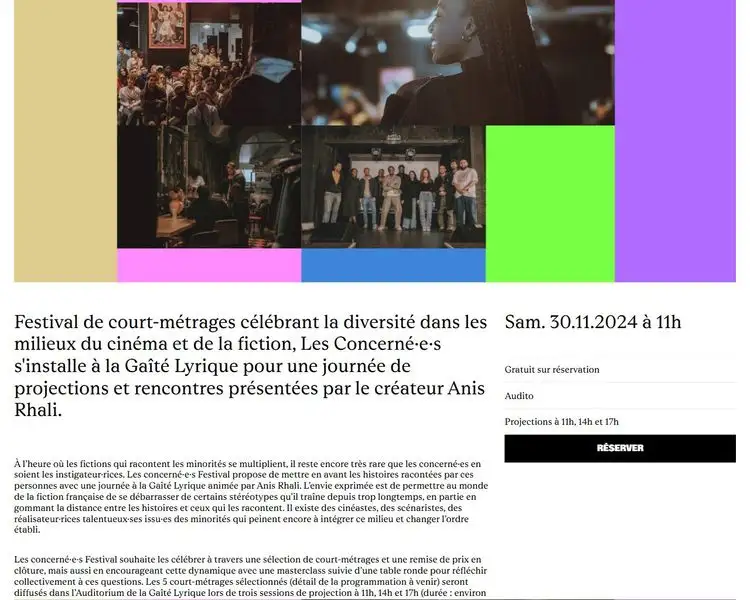 Festival de court-métrages célébrant la diversité dans les
milieux du cinéma et de la fiction, Les Concerné·e·s
s'installe à la Gaîté Lyrique pour une journée de
projections et rencontres présentées par le créateur Anis
Rhali.
Sam. 30.11.2024 à 11h
Gratuit sur réservation
Audito
Projections à 11h, 14h et 17h
RÉSERVER
À l'heure où les fictions qui racontent les minorités se multiplient, il reste encore très rare que les concerné·es en
soient les instigateur·rices. Les concerné·e·s Festival propose de mettre en avant les histoires racontées par ces
personnes avec une journée à la Gaîté Lyrique animée par Anis Rhali. L'envie exprimée est de permettre au monde
de la fiction française de se débarrasser de certains stéréotypes qu'il traîne depuis trop longtemps, en partie en
gommant la distance entre les histoires et ceux qui les racontent. Il existe des cinéastes, des scénaristes, des
réalisateur·rices talentueux·ses issu·es des minorités qui peinent encore à intégrer ce milieu et changer l'ordre
établi.
Les concerné·e·s Festival souhaite les célébrer à travers une sélection de court-métrages et une remise de prix en
clôture, mais aussi en encourageant cette dynamique avec une masterclass suivie d'une table ronde pour réfléchir
collectivement à ces questions. Les 5 court-métrages sélectionnés (détail de la programmation à venir) seront
diffusés dans l'Auditorium de la Gaîté Lyrique lors de trois sessions de projection à 11h, 14h et 17h (durée : environ